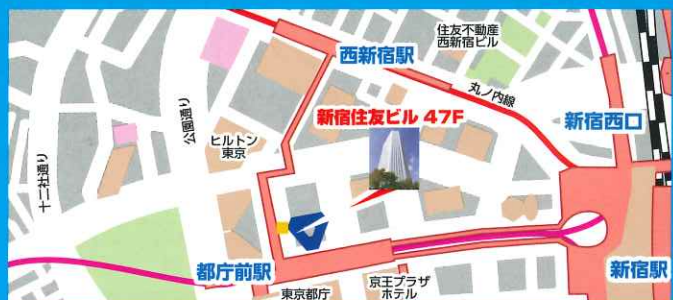 住友不動産
西新宿ビル
西新宿駅
丸ノ内線
新宿住友ビル 47F
新宿西口
公園通り
ヒルトン
東京
十二社通り
都庁前駅
新宿駅
東京都庁
京王プラザ
ホテル